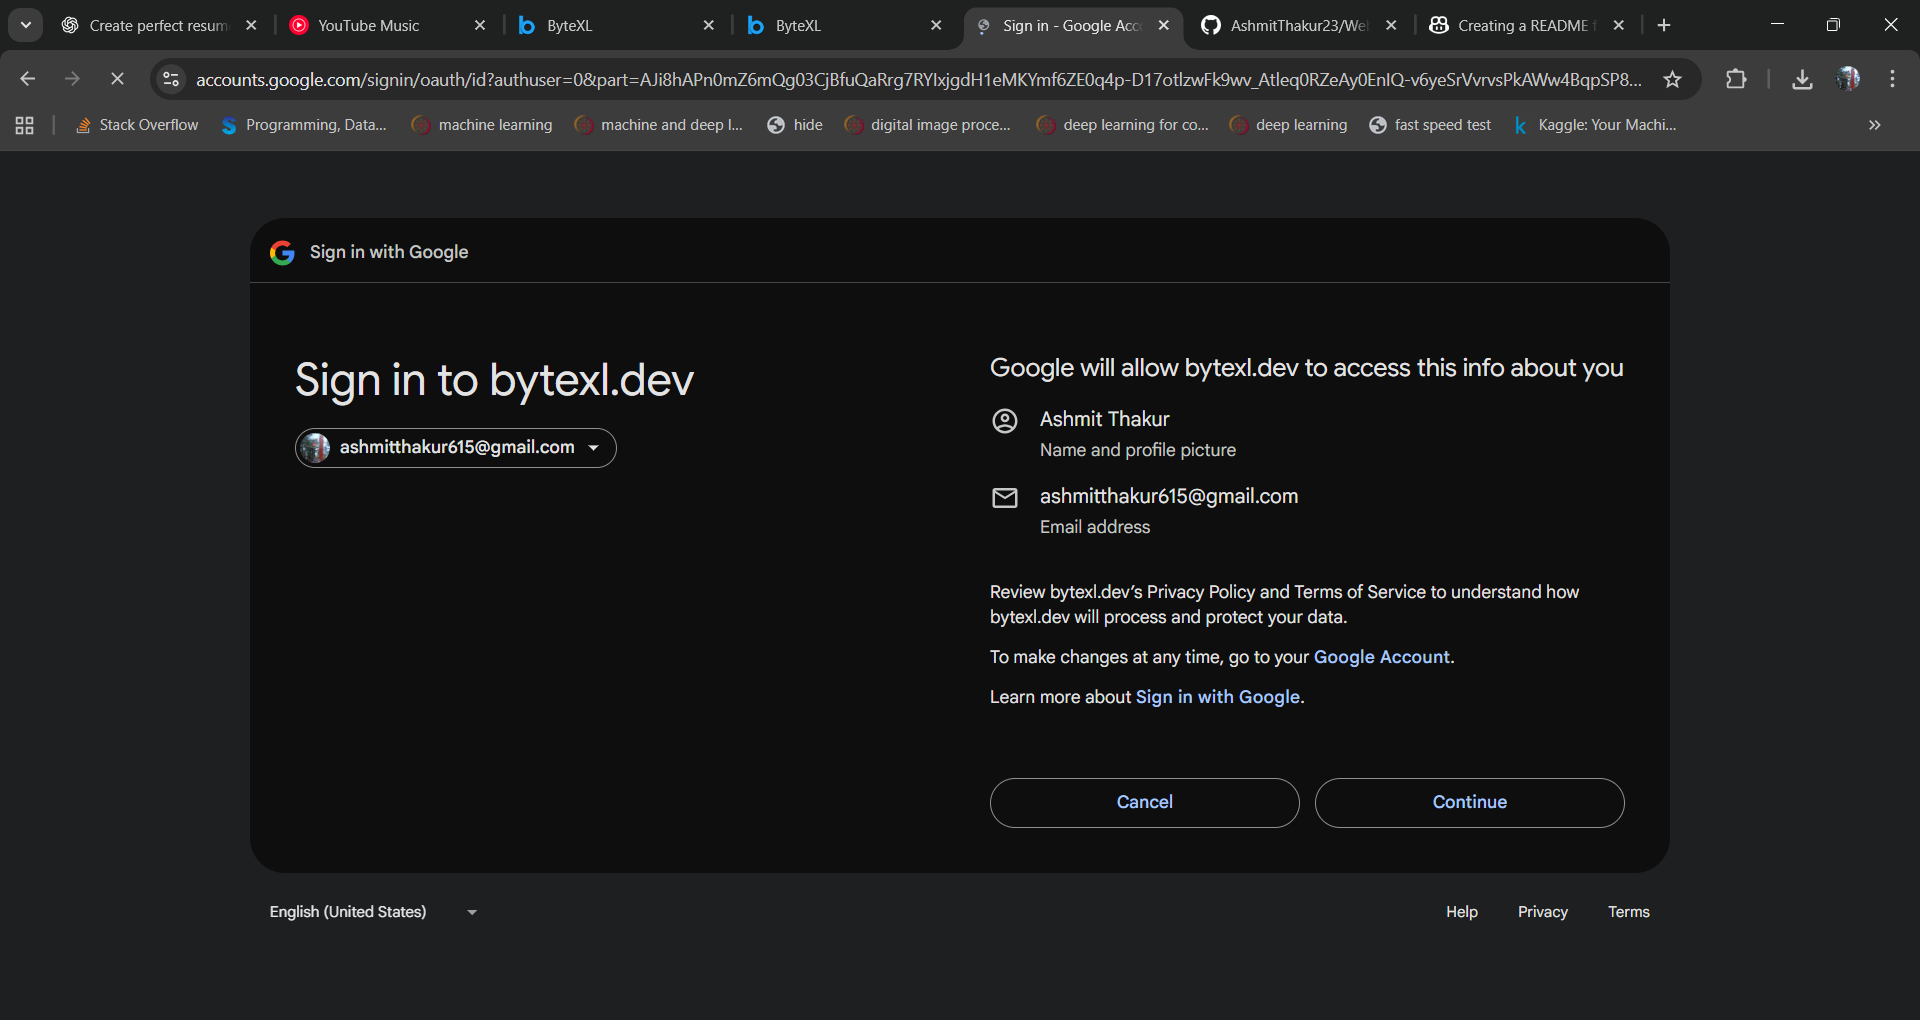 Create perfect resum
YouTube Music
ByteXL
ByteXL
Sign in - Google Acc
AshmitThakur23/Wel
Creating a README f
accounts.google.com/signin/oauth/id?authuser=0&part=AJi8hAPn0mZ6mQg03CjBfuQaRrg7RYIxjgdH1eMKYmf6ZE0q4p-D17otlzwFk9wv_Atleq0RZeAy0EnIQ-v6yeSrVvrvsPkAWw4BqpSP8...
Stack Overflow
Programming, Data...
machine learning
machine and deep l...
hide
digital image proce...
deep learning for co...
deep learning
fast speed test
Kaggle: Your Machi...
Sign in with Google
Sign in to bytexl.dev
ashmitthakur615@gmail.com
Google will allow bytexl.dev to access this info about you
Ashmit Thakur
Name and profile picture
ashmitthakur615@gmail.com
Email address
Review bytexl.dev's Privacy Policy and Terms of Service to understand how
bytexl.dev will process and protect your data.
To make changes at any time, go to your Google Account.
Learn more about Sign in with Google.
Cancel
Continue
English (United States)
Help
Privacy
Terms